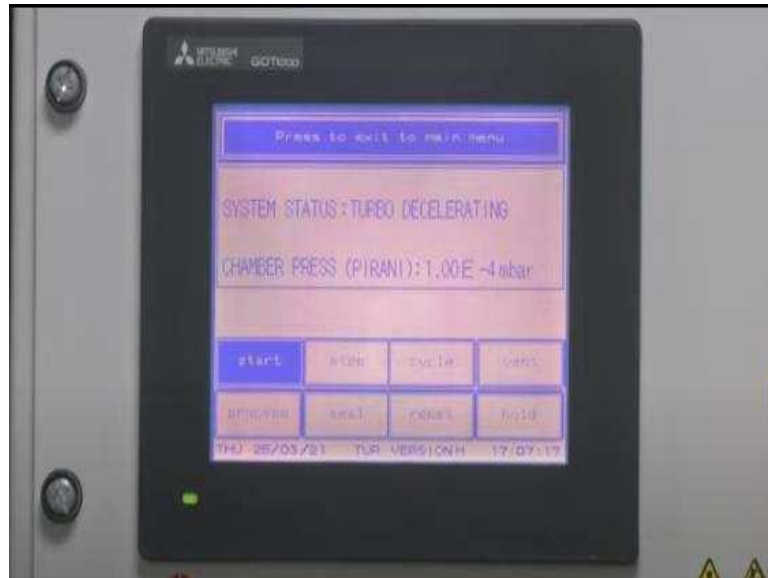 MITSUBISHI
ELECTRIC GOT1000
Press to exit to main menu
SYSTEM STATUS:TURBO DECELERATING
CHAMBER PRESS (PIRANI):1.00E -4mbar
start stop cycle vent
process seal reset hold
THU 25/03/21 TUR VERSION H 17:07:17